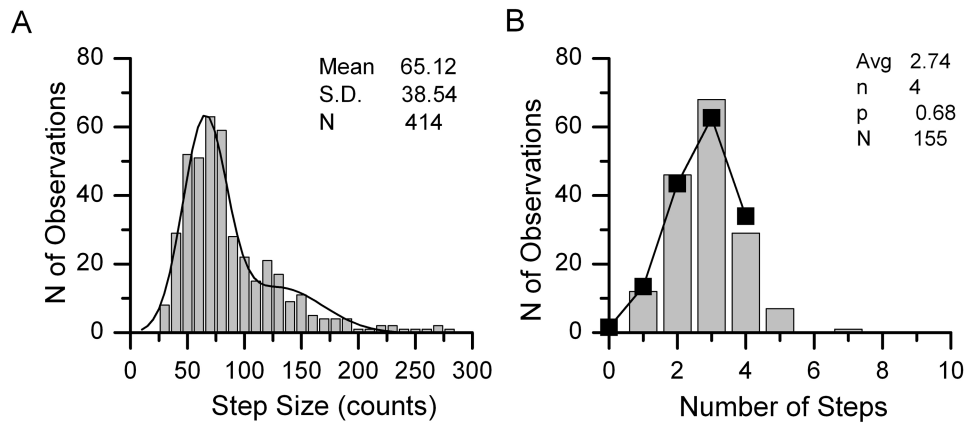 A
Mean 65.12
S.D. 38.54
N 414
N of Observations
80
60
40
20
0
0 50 100 150 200 250 300
Step Size (counts)
B
Avg 2.74
n 4
p 0.68
N 155
N of Observations
80
60
40
20
0
0 2 4 6 8 10
Number of Steps